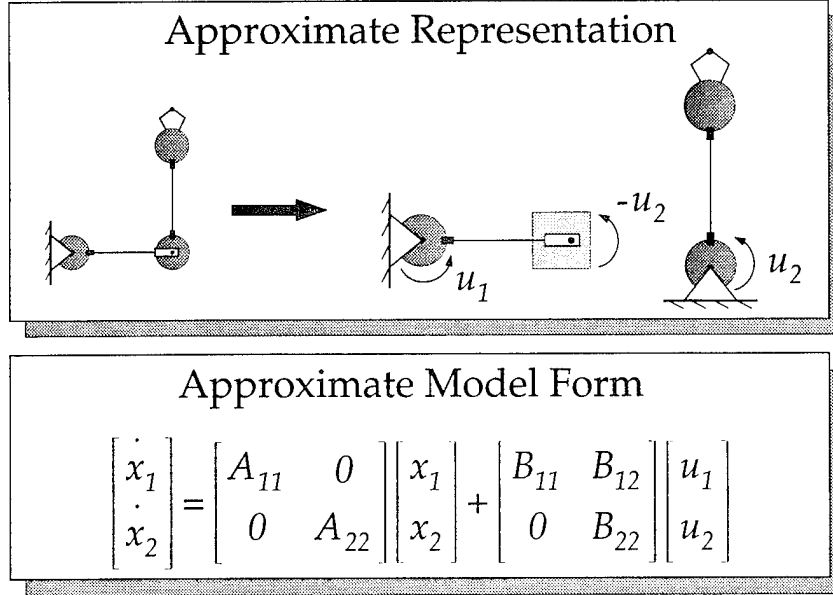 Approximate Representation
-u₂
u₁
u₂
Approximate Model Form
[ẋ₁; ẋ₂] = [A₁₁ 0; 0 A₂₂] [x₁; x₂] + [B₁₁ B₁₂; 0 B₂₂] [u₁; u₂]